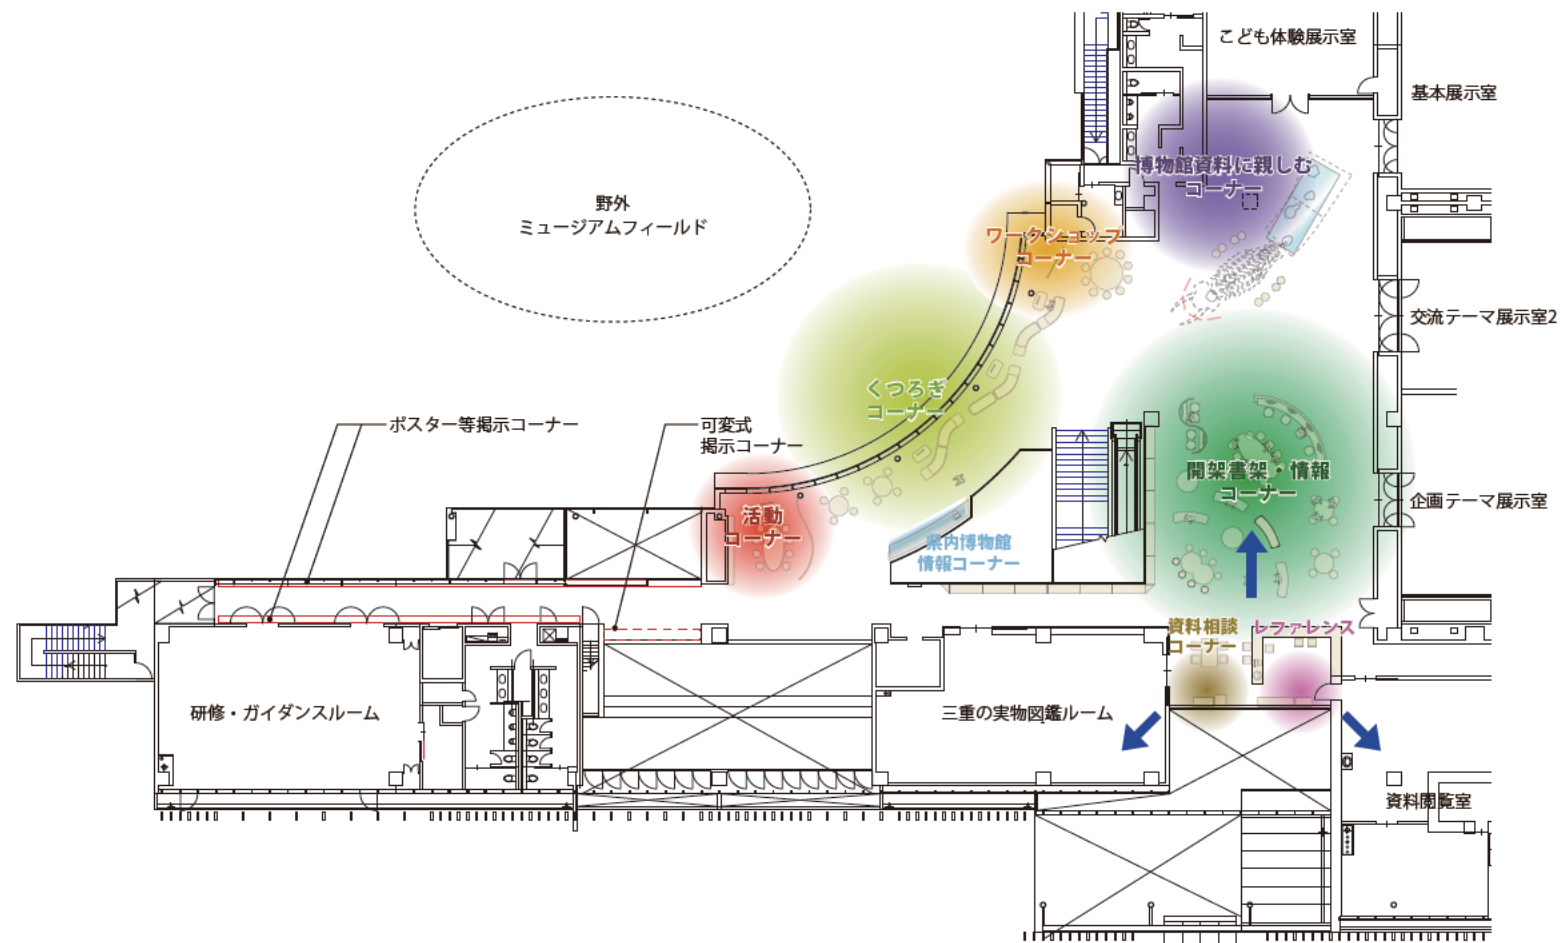 こども体験展示室
基本展示室
博物館資料に親しむ
コーナー
野外
ミュージアムフィールド
ワークショップ
コーナー
交流テーマ展示室2
くつろぎ
コーナー
ポスター等掲示コーナー
可変式
掲示コーナー
開架書架・情報
コーナー
企画テーマ展示室
活動
コーナー
県内博物館
情報コーナー
資料相談
コーナー
レファレンス
研修・ガイダンスルーム
三重の実物図鑑ルーム
資料閲覧室